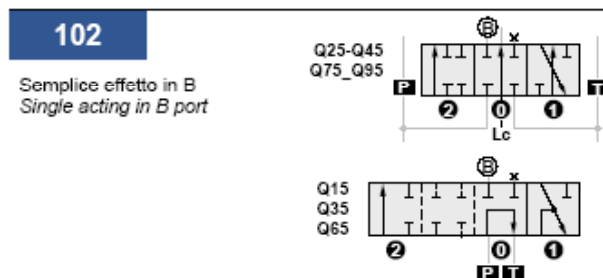 102
Semplice effetto in B
Single acting in B port
Q25-Q45
Q75_Q95
B
x
P
T
2
0
1
Lc
Q15
Q35
Q65
B
x
2
0
1
P T